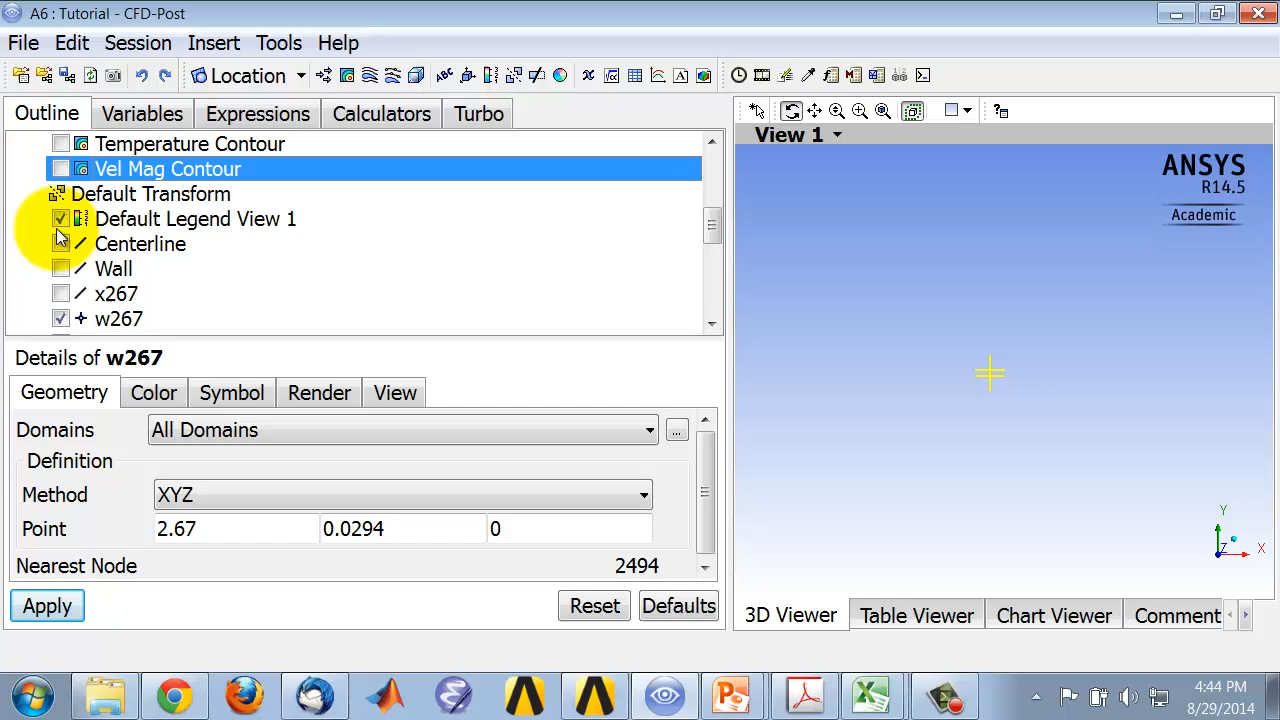 A6 : Tutorial - CFD-Post
File Edit Session Insert Tools Help
Location
Outline Variables Expressions Calculators Turbo
Temperature Contour
Vel Mag Contour
Default Transform
Default Legend View 1
Centerline
Wall
x267
w267
Details of w267
Geometry Color Symbol Render View
Domains All Domains ...
Definition
Method XYZ
Point 2.67 0.0294 0
Nearest Node 2494
Apply Reset Defaults
View 1
ANSYS
R14.5
Academic
Y
Z X
3D Viewer Table Viewer Chart Viewer Comment
4:44 PM
8/29/2014